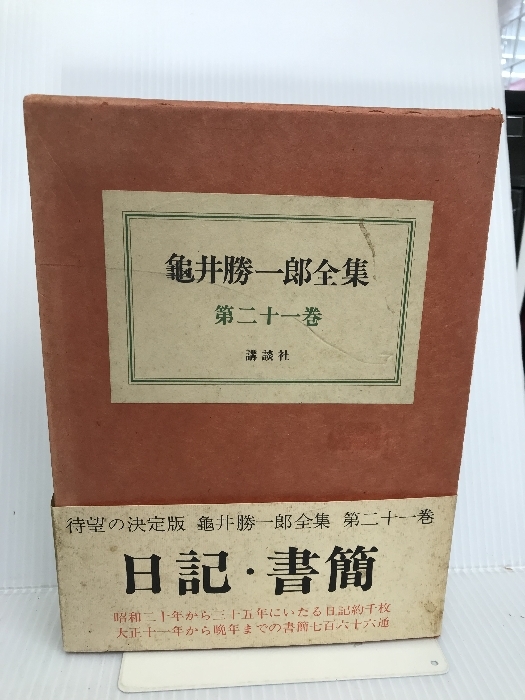 龜井勝一郎全集
第二十一巻
講談社
待望の決定版 龜井勝一郎全集 第二十一巻
日記・書簡
昭和二十年から三十五年にいたる日記約千枚
大正十一年から晩年までの書簡七百六十六通